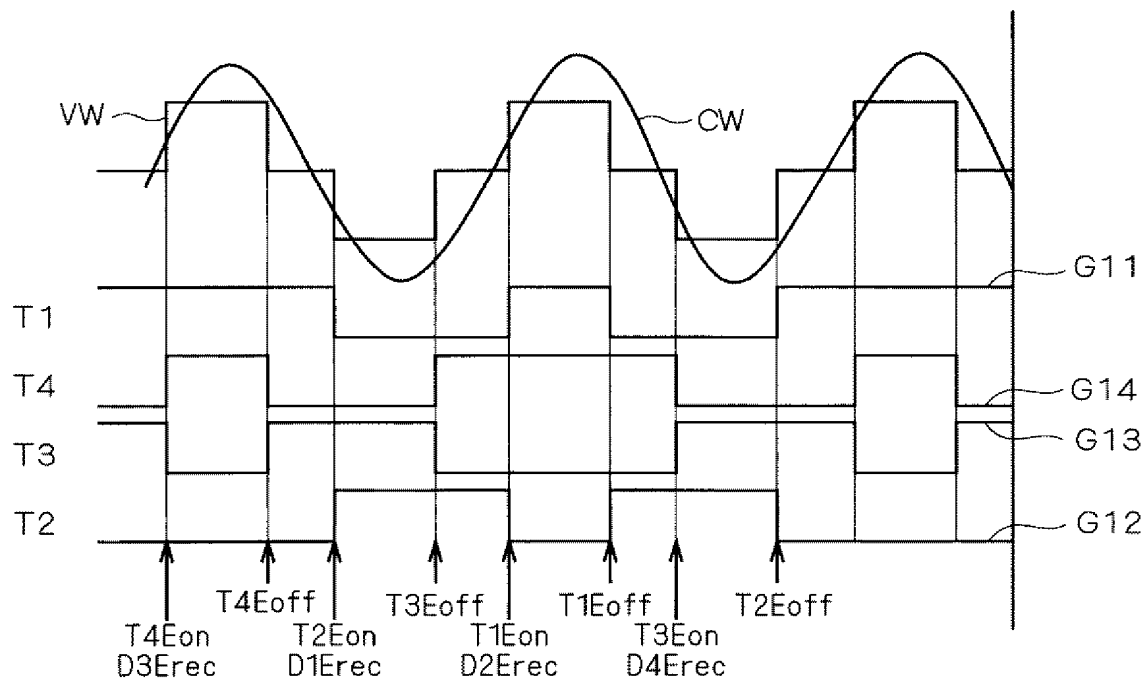 VW
CW
G11
T1
T4
G14
G13
T3
T2
G12
T4Eoff
T3Eoff
T1Eoff
T2Eoff
T4Eon
D3Erec
T2Eon
D1Erec
T1Eon
D2Erec
T3Eon
D4Erec